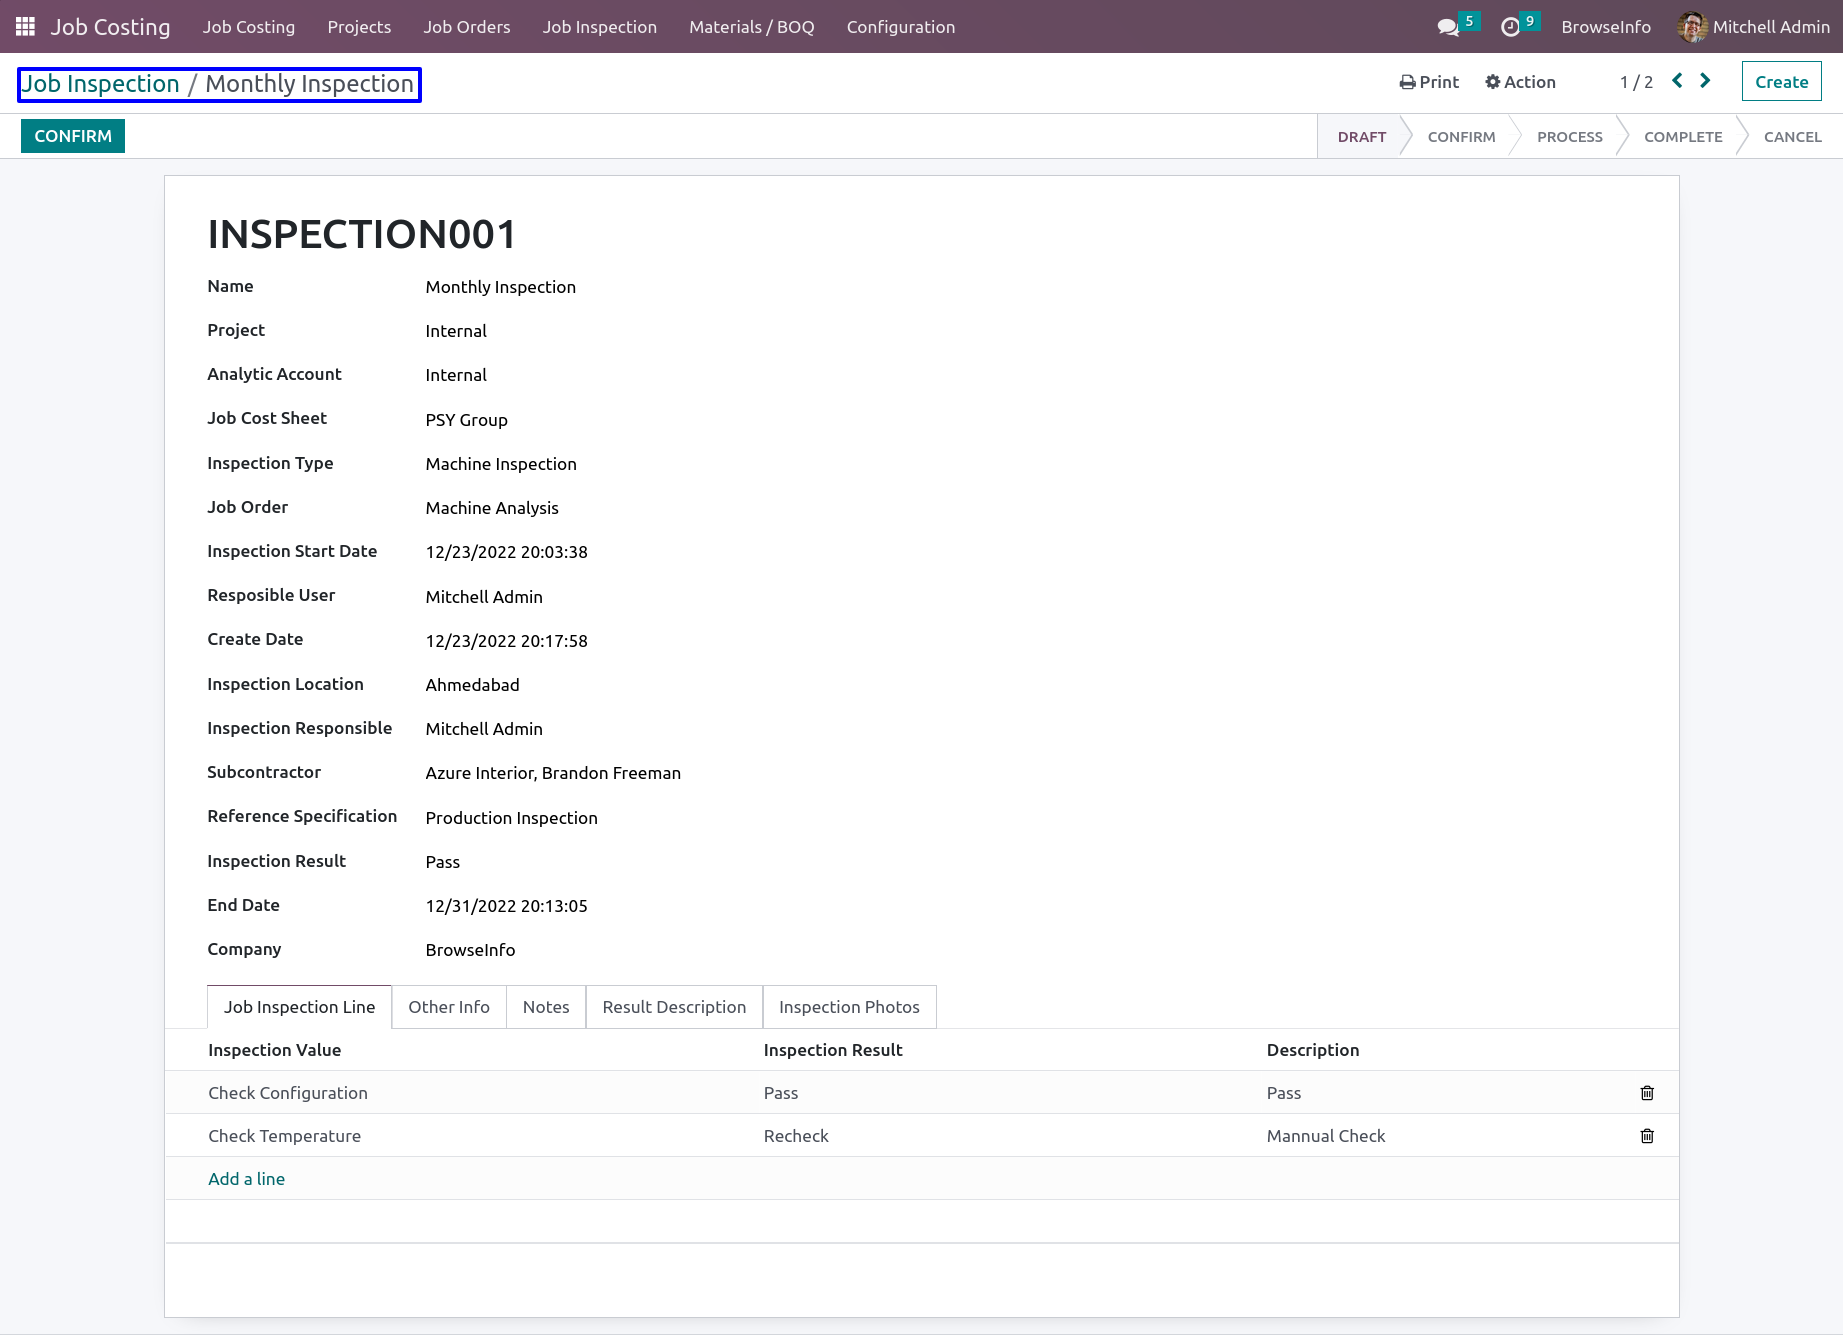 Job Costing Job Costing Projects Job Orders Job Inspection Materials / BOQ Configuration 5 9 BrowseInfo Mitchell Admin
Job Inspection / Monthly Inspection Print Action 1 / 2 Create
CONFIRM DRAFT CONFIRM PROCESS COMPLETE CANCEL
INSPECTION001
Name Monthly Inspection
Project Internal
Analytic Account Internal
Job Cost Sheet PSY Group
Inspection Type Machine Inspection
Job Order Machine Analysis
Inspection Start Date 12/23/2022 20:03:38
Resposible User Mitchell Admin
Create Date 12/23/2022 20:17:58
Inspection Location Ahmedabad
Inspection Responsible Mitchell Admin
Subcontractor Azure Interior, Brandon Freeman
Reference Specification Production Inspection
Inspection Result Pass
End Date 12/31/2022 20:13:05
Company BrowseInfo
Job Inspection Line Other Info Notes Result Description Inspection Photos
Inspection Value Inspection Result Description
Check Configuration Pass Pass
Check Temperature Recheck Mannual Check
Add a line